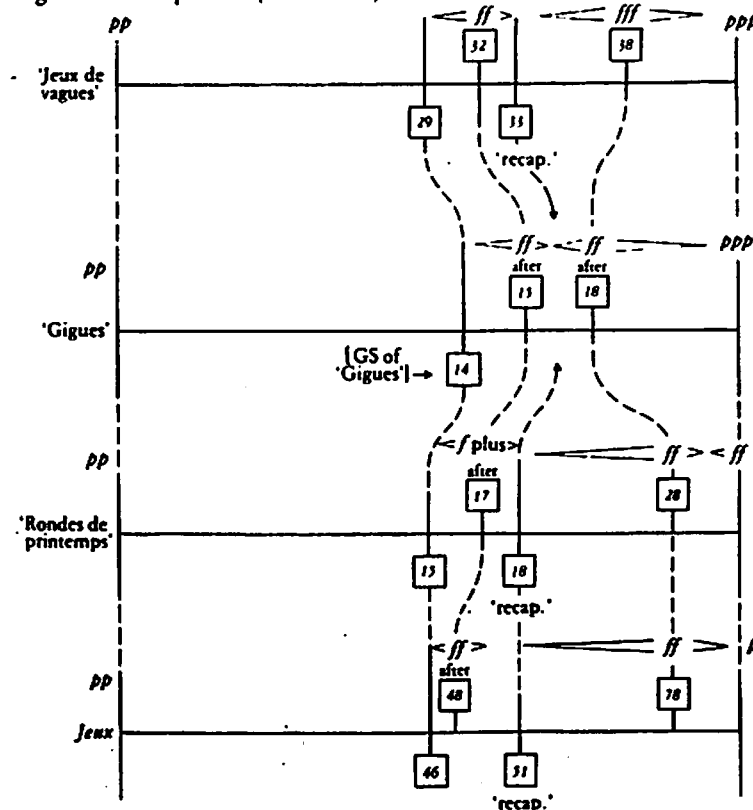 pp ff fff ppp
32 38
'Jeux de
vagues'
29 33
'recap.'
ff ff ppp
pp after after
15 18
'Gigues'
[GS of
'Gigues'] → 14
f plus
pp ff ff
after
17 28
'Rondes de
printemps'
15 18
'recap.'
ff ff
pp after
48 78
Jeux
46 51
'recap.'